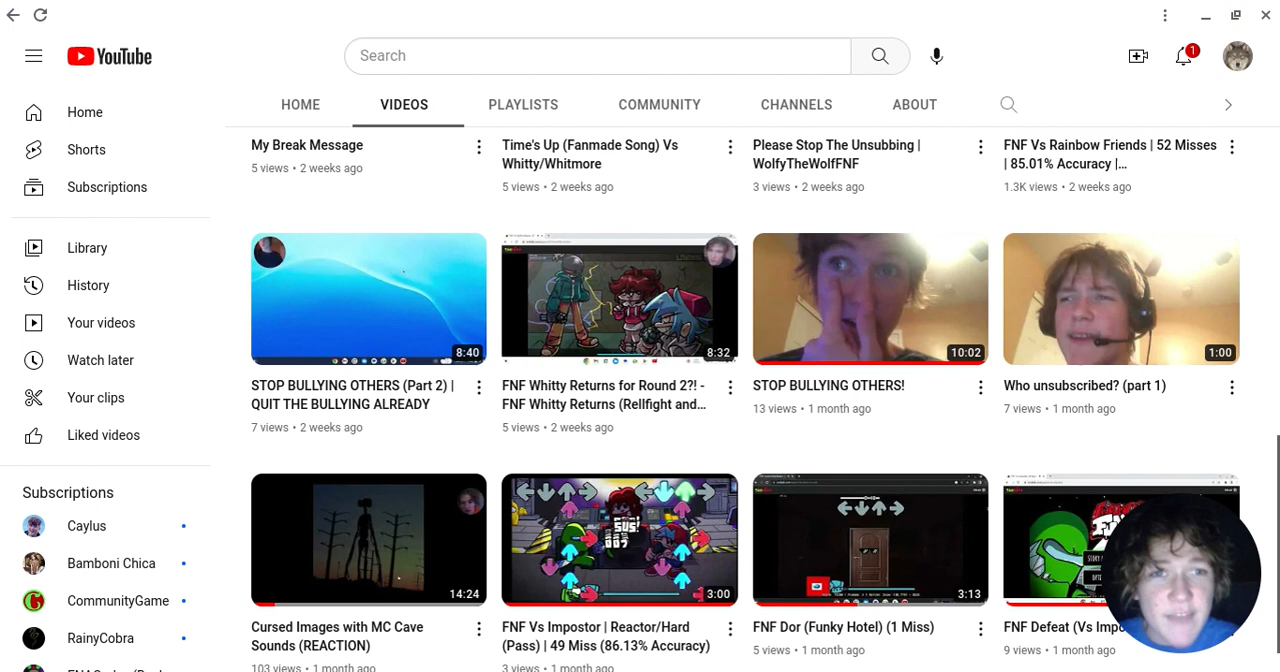 YouTube
Search
1
HOME
VIDEOS
PLAYLISTS
COMMUNITY
CHANNELS
ABOUT
Home
Shorts
Subscriptions
Library
History
Your videos
Watch later
Your clips
Liked videos
Subscriptions
Caylus
Bamboni Chica
CommunityGame
RainyCobra
My Break Message
5 views • 2 weeks ago
Time's Up (Fanmade Song) Vs
Whitty/Whitmore
5 views • 2 weeks ago
Please Stop The Unsubbing |
WolfyTheWolfFNF
3 views • 2 weeks ago
FNF Vs Rainbow Friends | 52 Misses
| 85.01% Accuracy |...
1.3K views • 2 weeks ago
8:40
STOP BULLYING OTHERS (Part 2) |
QUIT THE BULLYING ALREADY
7 views • 2 weeks ago
8:32
FNF Whitty Returns for Round 2?! -
FNF Whitty Returns (Rellfight and...
5 views • 2 weeks ago
10:02
STOP BULLYING OTHERS!
13 views • 1 month ago
1:00
Who unsubscribed? (part 1)
7 views • 1 month ago
14:24
Cursed Images with MC Cave
Sounds (REACTION)
103 views • 1 month ago
SUS!
007
3:00
FNF Vs Impostor | Reactor/Hard
(Pass) | 49 Miss (86.13% Accuracy)
3 views • 1 month ago
3:13
FNF Dor (Funky Hotel) (1 Miss)
5 views • 1 month ago
FNF Defeat (Vs Impo
9 views • 1 month ago